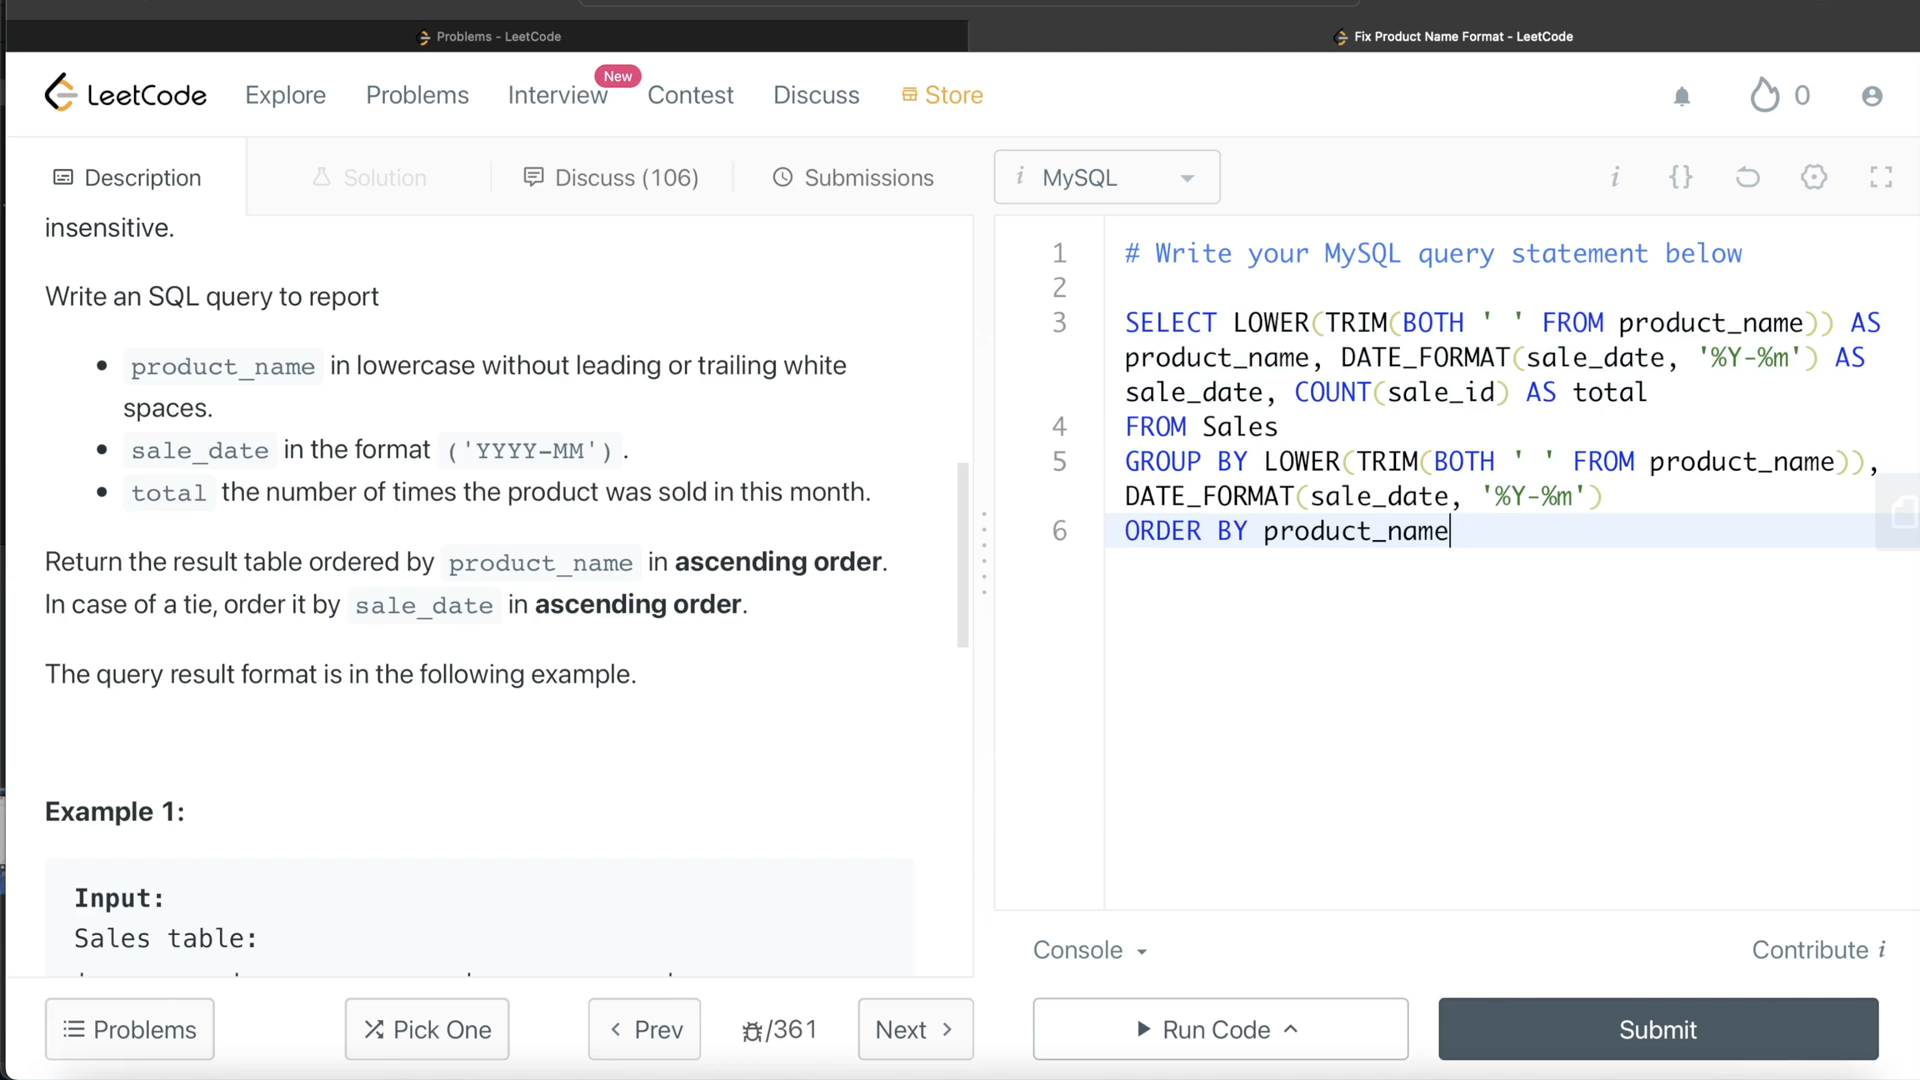 Problems - LeetCode
Fix Product Name Format - LeetCode
LeetCode
Explore
Problems
Interview
New
Contest
Discuss
Store
0
Description
Solution
Discuss (106)
Submissions
i MySQL
i {}
insensitive.
Write an SQL query to report
• product_name in lowercase without leading or trailing white
spaces.
• sale_date in the format ('YYYY-MM') .
• total the number of times the product was sold in this month.
Return the result table ordered by product_name in ascending order.
In case of a tie, order it by sale_date in ascending order.
The query result format is in the following example.
Example 1:
Input:
Sales table:
1 # Write your MySQL query statement below
2
3 SELECT LOWER(TRIM(BOTH ' ' FROM product_name)) AS
product_name, DATE_FORMAT(sale_date, '%Y-%m') AS
sale_date, COUNT(sale_id) AS total
4 FROM Sales
5 GROUP BY LOWER(TRIM(BOTH ' ' FROM product_name)),
DATE_FORMAT(sale_date, '%Y-%m')
6 ORDER BY product_name
Console
Contribute i
Problems
Pick One
< Prev
/361
Next >
Run Code
Submit